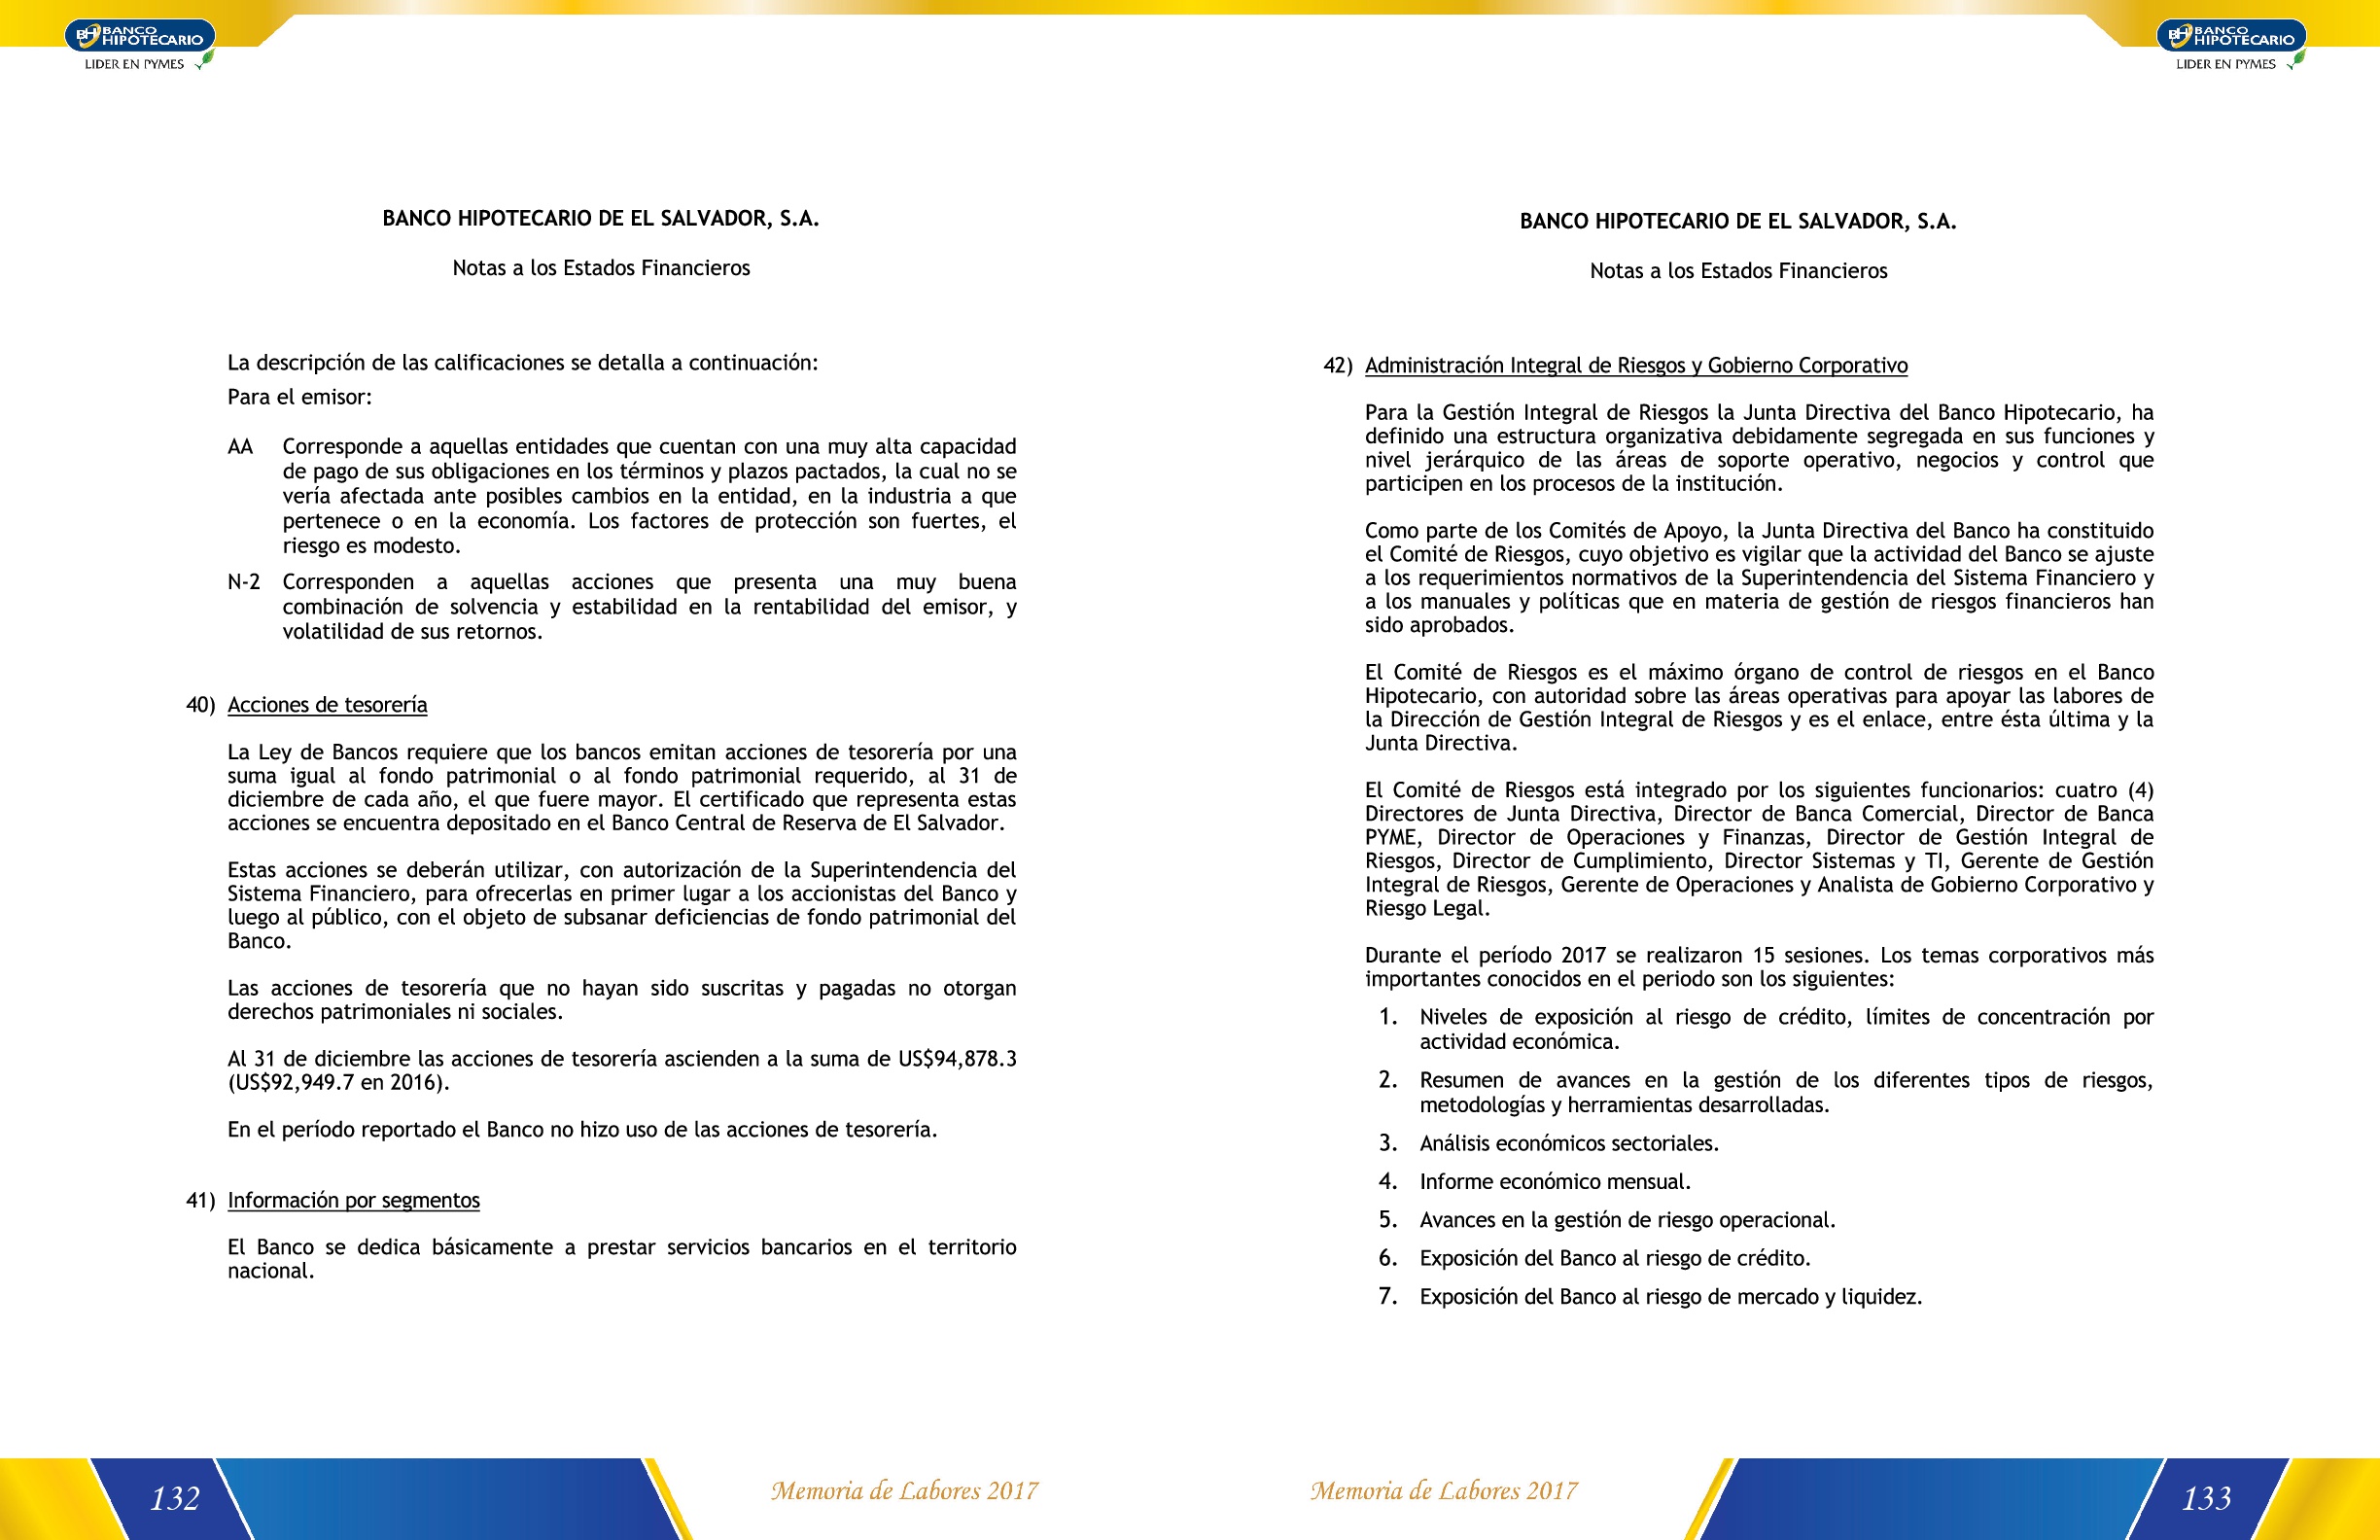 BANCO
HIPOTECARIO
LIDER EN PYMES
BANCO HIPOTECARIO DE EL SALVADOR, S.A.
Notas a los Estados Financieros
La descripción de las calificaciones se detalla a continuación:
Para el emisor:
AA Corresponde a aquellas entidades que cuentan con una muy alta capacidad
de pago de sus obligaciones en los términos y plazos pactados, la cual no se
vería afectada ante posibles cambios en la entidad, en la industria a que
pertenece o en la economía. Los factores de protección son fuertes, el
riesgo es modesto.
N-2 Corresponden a aquellas acciones que presenta una muy buena
combinación de solvencia y estabilidad en la rentabilidad del emisor, y
volatilidad de sus retornos.
40) Acciones de tesorería
La Ley de Bancos requiere que los bancos emitan acciones de tesorería por una
suma igual al fondo patrimonial o al fondo patrimonial requerido, al 31 de
diciembre de cada año, el que fuere mayor. El certificado que representa estas
acciones se encuentra depositado en el Banco Central de Reserva de El Salvador.
Estas acciones se deberán utilizar, con autorización de la Superintendencia del
Sistema Financiero, para ofrecerlas en primer lugar a los accionistas del Banco y
luego al público, con el objeto de subsanar deficiencias de fondo patrimonial del
Banco.
Las acciones de tesorería que no hayan sido suscritas y pagadas no otorgan
derechos patrimoniales ni sociales.
Al 31 de diciembre las acciones de tesorería ascienden a la suma de US$94,878.3
(US$92,949.7 en 2016).
En el período reportado el Banco no hizo uso de las acciones de tesorería.
41) Información por segmentos
El Banco se dedica básicamente a prestar servicios bancarios en el territorio
nacional.
132
Memoria de Labores 2017
BANCO
HIPOTECARIO
LIDER EN PYMES
BANCO HIPOTECARIO DE EL SALVADOR, S.A.
Notas a los Estados Financieros
42) Administración Integral de Riesgos y Gobierno Corporativo
Para la Gestión Integral de Riesgos la Junta Directiva del Banco Hipotecario, ha
definido una estructura organizativa debidamente segregada en sus funciones y
nivel jerárquico de las áreas de soporte operativo, negocios y control que
participen en los procesos de la institución.
Como parte de los Comités de Apoyo, la Junta Directiva del Banco ha constituido
el Comité de Riesgos, cuyo objetivo es vigilar que la actividad del Banco se ajuste
a los requerimientos normativos de la Superintendencia del Sistema Financiero y
a los manuales y políticas que en materia de gestión de riesgos financieros han
sido aprobados.
El Comité de Riesgos es el máximo órgano de control de riesgos en el Banco
Hipotecario, con autoridad sobre las áreas operativas para apoyar las labores de
la Dirección de Gestión Integral de Riesgos y es el enlace, entre ésta última y la
Junta Directiva.
El Comité de Riesgos está integrado por los siguientes funcionarios: cuatro (4)
Directores de Junta Directiva, Director de Banca Comercial, Director de Banca
PYME, Director de Operaciones y Finanzas, Director de Gestión Integral de
Riesgos, Director de Cumplimiento, Director Sistemas y TI, Gerente de Gestión
Integral de Riesgos, Gerente de Operaciones y Analista de Gobierno Corporativo y
Riesgo Legal.
Durante el período 2017 se realizaron 15 sesiones. Los temas corporativos más
importantes conocidos en el periodo son los siguientes:
1. Niveles de exposición al riesgo de crédito, límites de concentración por
actividad económica.
2. Resumen de avances en la gestión de los diferentes tipos de riesgos,
metodologías y herramientas desarrolladas.
3. Análisis económicos sectoriales.
4. Informe económico mensual.
5. Avances en la gestión de riesgo operacional.
6. Exposición del Banco al riesgo de crédito.
7. Exposición del Banco al riesgo de mercado y liquidez.
Memoria de Labores 2017
133